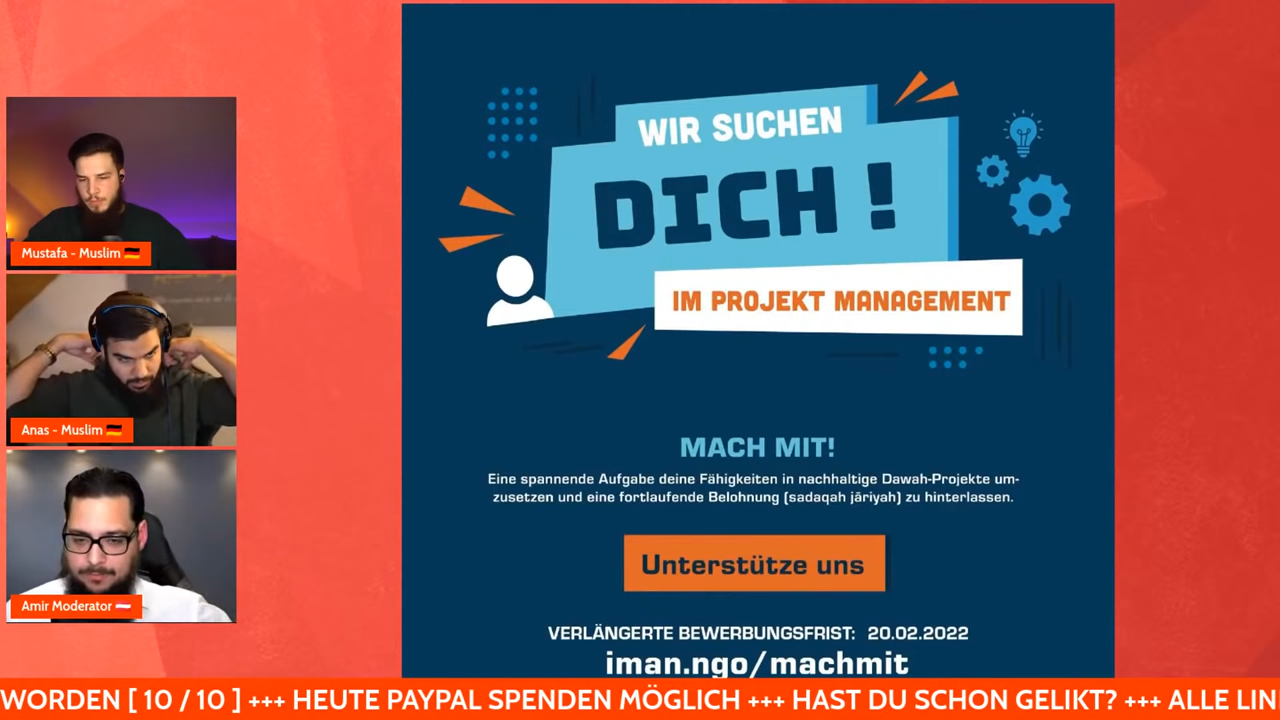 WIR SUCHEN
DICH !
IM PROJEKT MANAGEMENT
MACH MIT!
Eine spannende Aufgabe deine Fähigkeiten in nachhaltige Dawah-Projekte um-
zusetzen und eine fortlaufende Belohnung (sadaqah jāriyah) zu hinterlassen.
Unterstütze uns
VERLÄNGERTE BEWERBUNGSFRIST: 20.02.2022
iman.ngo/machmit
Mustafa - Muslim 🇩🇪
Anas - Muslim 🇩🇪
Amir Moderator
WORDEN [ 10 / 10 ] +++ HEUTE PAYPAL SPENDEN MÖGLICH +++ HAST DU SCHON GELIKT? +++ ALLE LIN